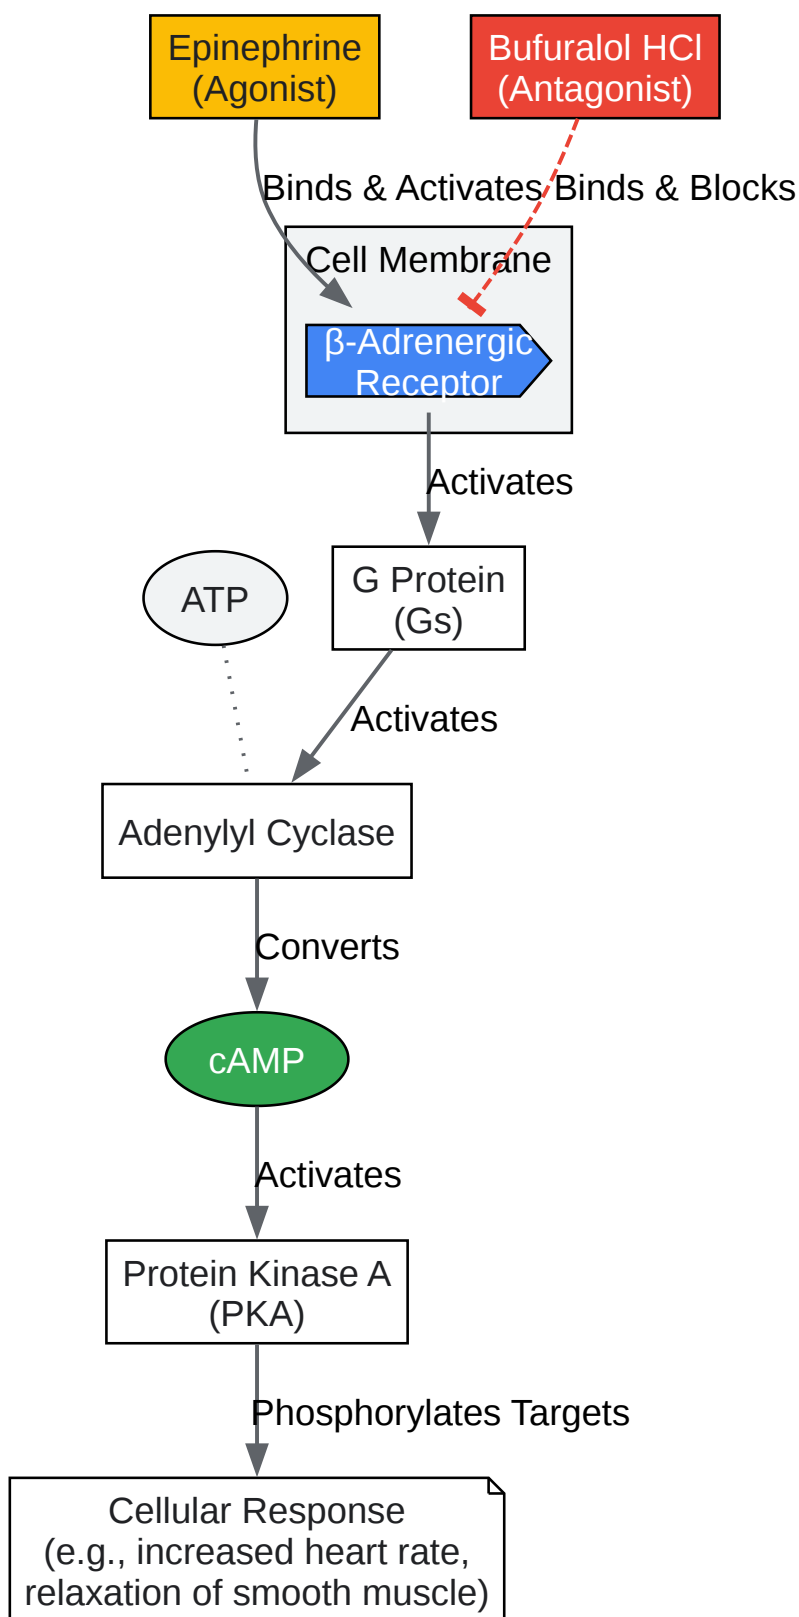 Epinephrine
(Agonist)
Bufuralol HCl
(Antagonist)
Binds & Activates
Binds & Blocks
Cell Membrane
β-Adrenergic
Receptor
Activates
ATP
G Protein
(Gs)
Activates
Adenylyl Cyclase
Converts
cAMP
Activates
Protein Kinase A
(PKA)
Phosphorylates Targets
Cellular Response
(e.g., increased heart rate,
relaxation of smooth muscle)